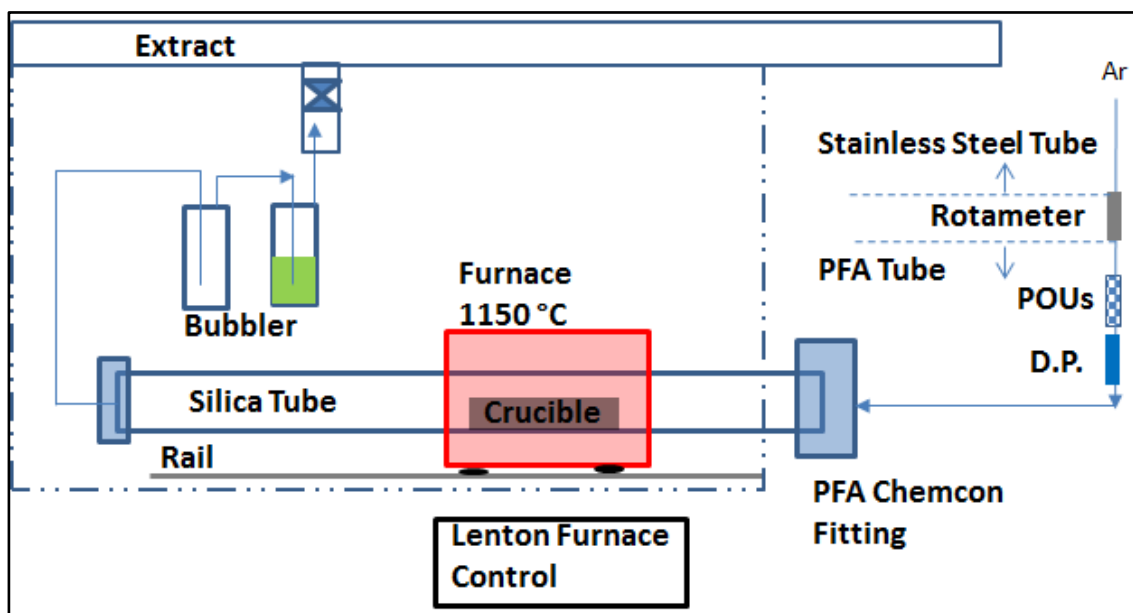 Extract
Ar
Stainless Steel Tube
Rotameter
PFA Tube
POUs
D.P.
Bubbler
Furnace
1150 °C
Silica Tube
Crucible
Rail
PFA Chemcon
Fitting
Lenton Furnace
Control